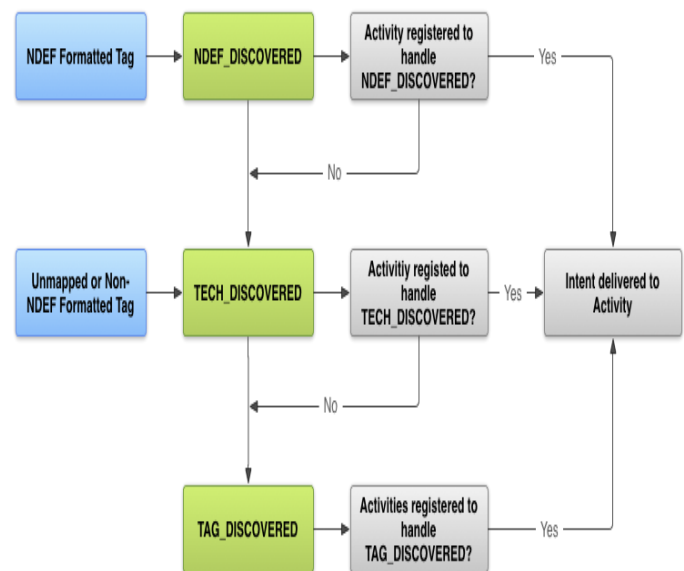 NDEF Formatted Tag
NDEF_DISCOVERED
Activity registered to
handle
NDEF_DISCOVERED?
Yes
No
Unmapped or Non-
NDEF Formatted Tag
TECH_DISCOVERED
Activitiy registed to
handle
TECH_DISCOVERED?
Yes
Intent delivered to
Activity
No
TAG_DISCOVERED
Activities registered to
handle
TAG_DISCOVERED?
Yes